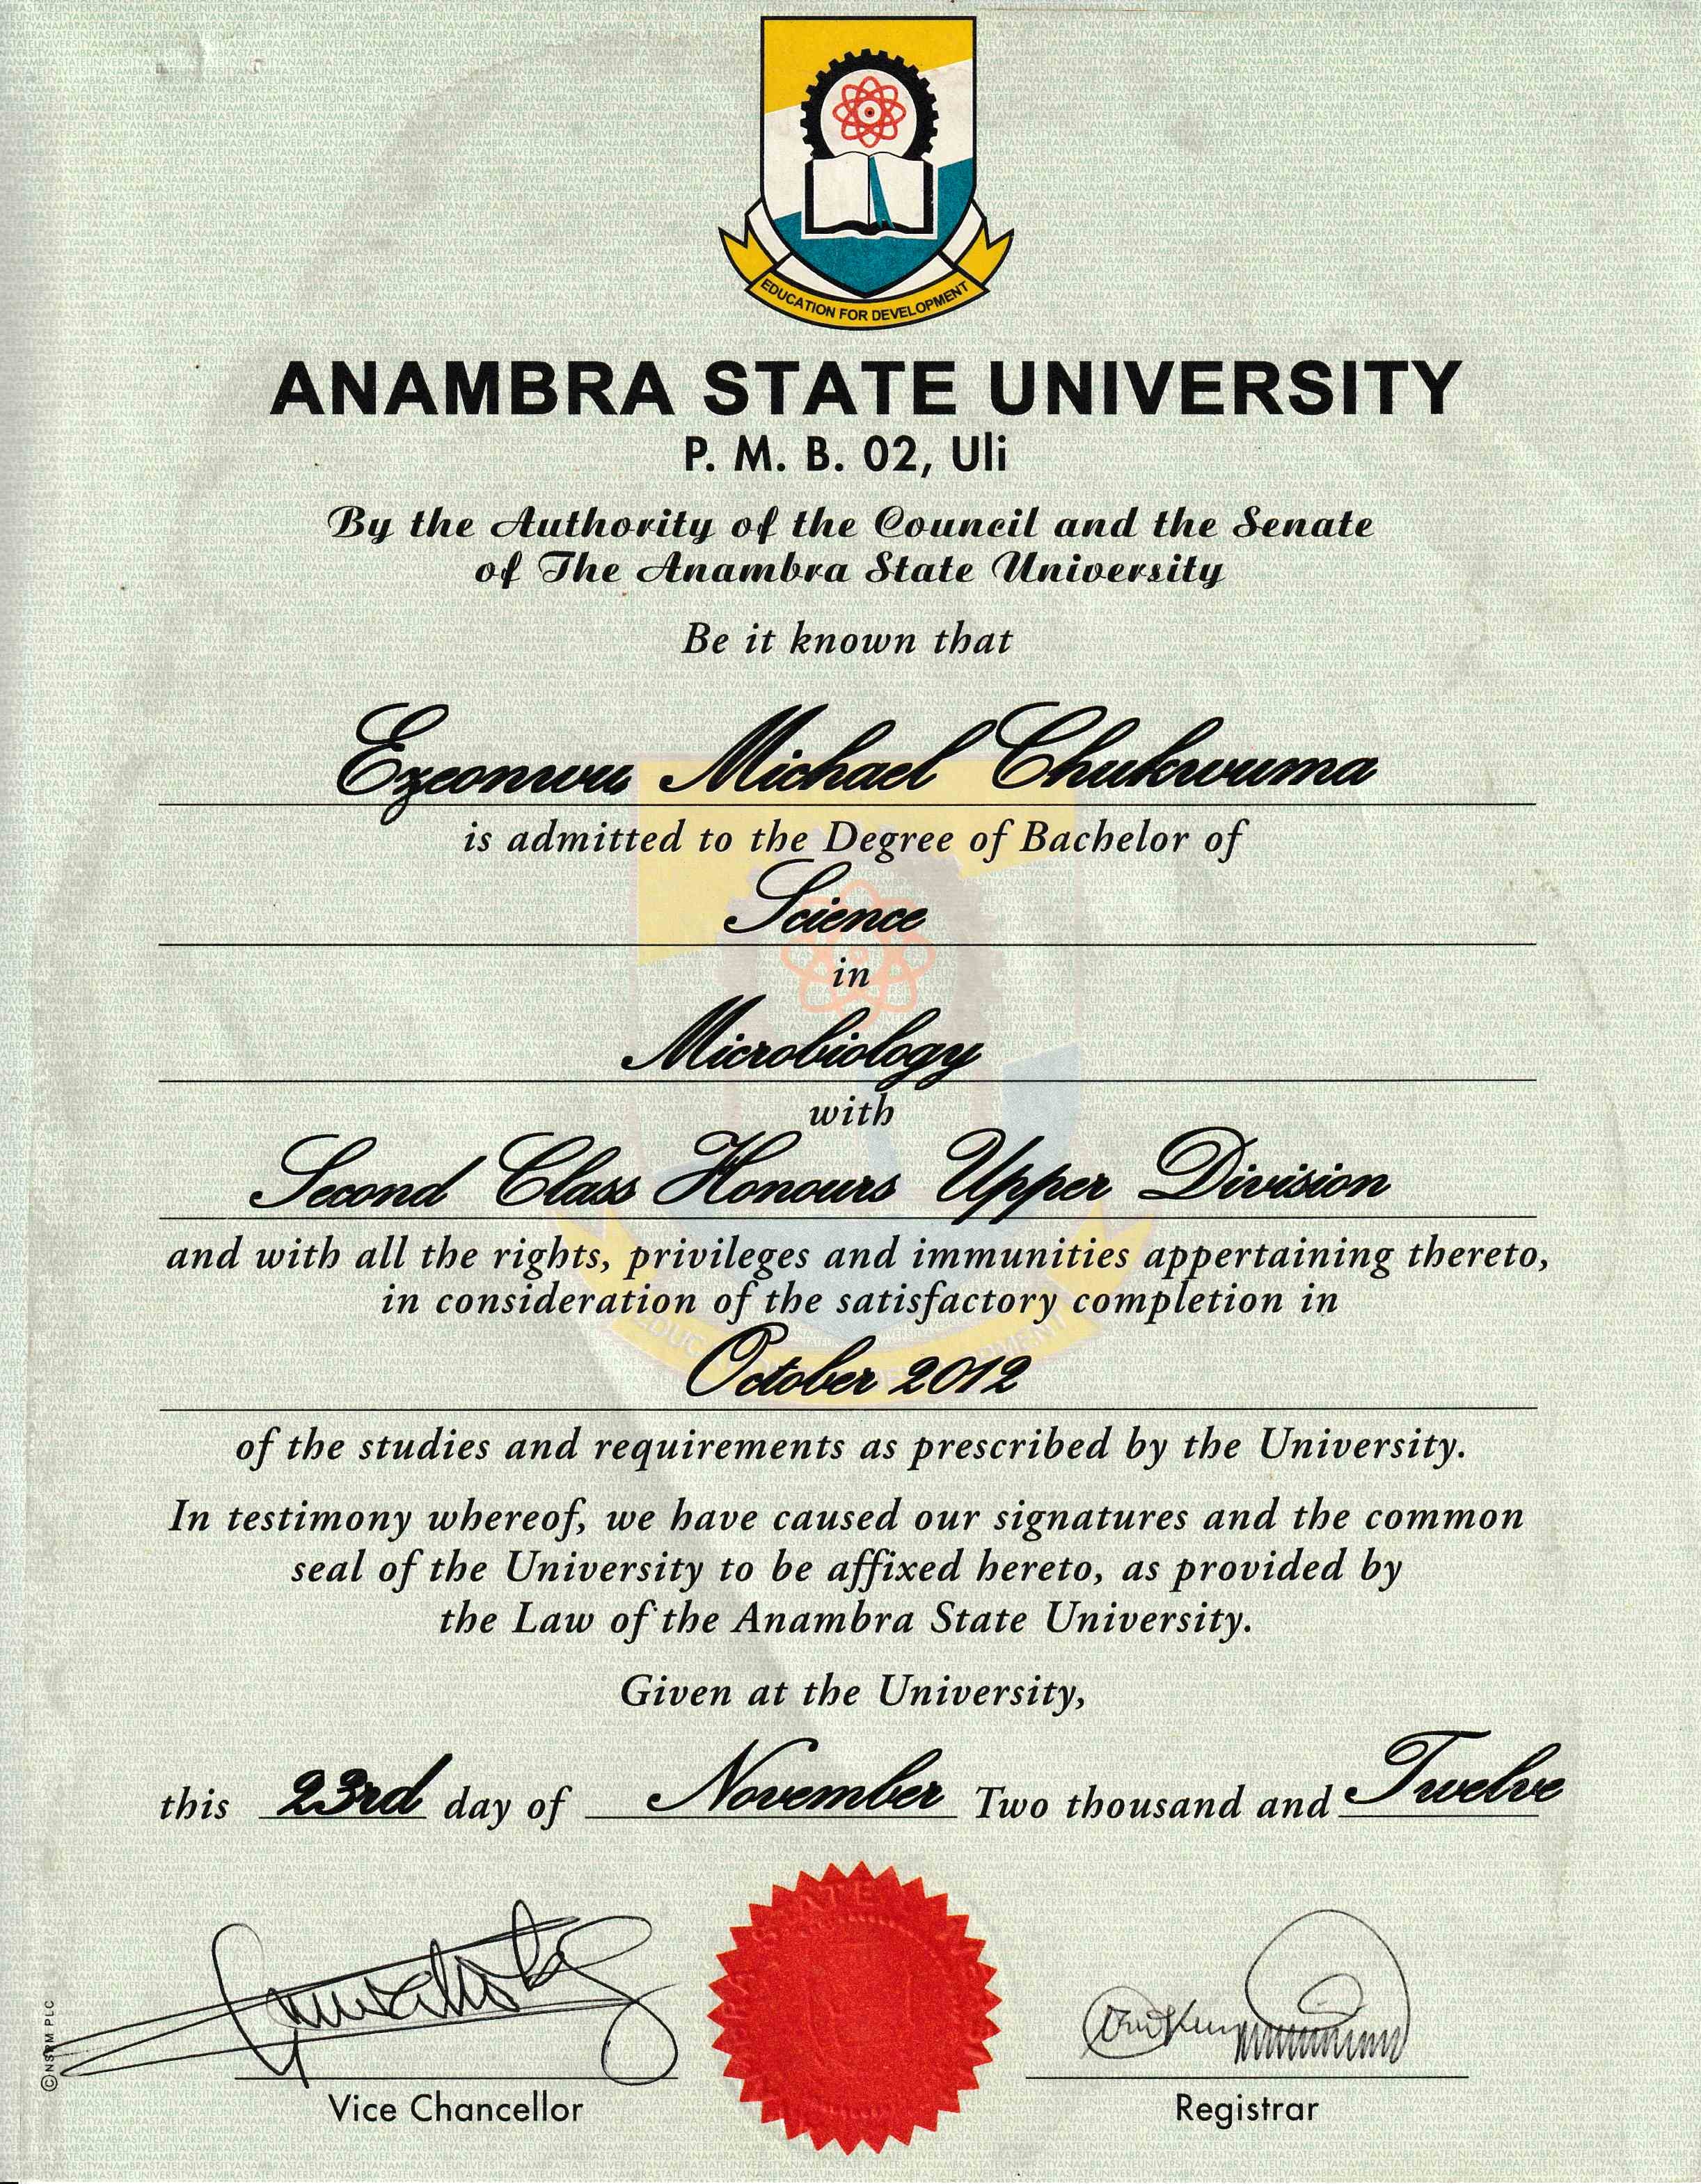 EDUCATION FOR DEVELOPMENT
ANAMBRA STATE UNIVERSITY
P. M. B. 02, Uli
By the Authority of the Council and the Senate
of The Anambra State University
Be it known that
Ezeonwu Michael Chukwuma
is admitted to the Degree of Bachelor of
Science
in
Microbiology
with
Second Class Honours Upper Division
and with all the rights, privileges and immunities appertaining thereto,
in consideration of the satisfactory completion in
October 2012
of the studies and requirements as prescribed by the University.
In testimony whereof, we have caused our signatures and the common
seal of the University to be affixed hereto, as provided by
the Law of the Anambra State University.
Given at the University,
this 23rd day of November Two thousand and Twelve
Vice Chancellor
Registrar
©NSPM PLC